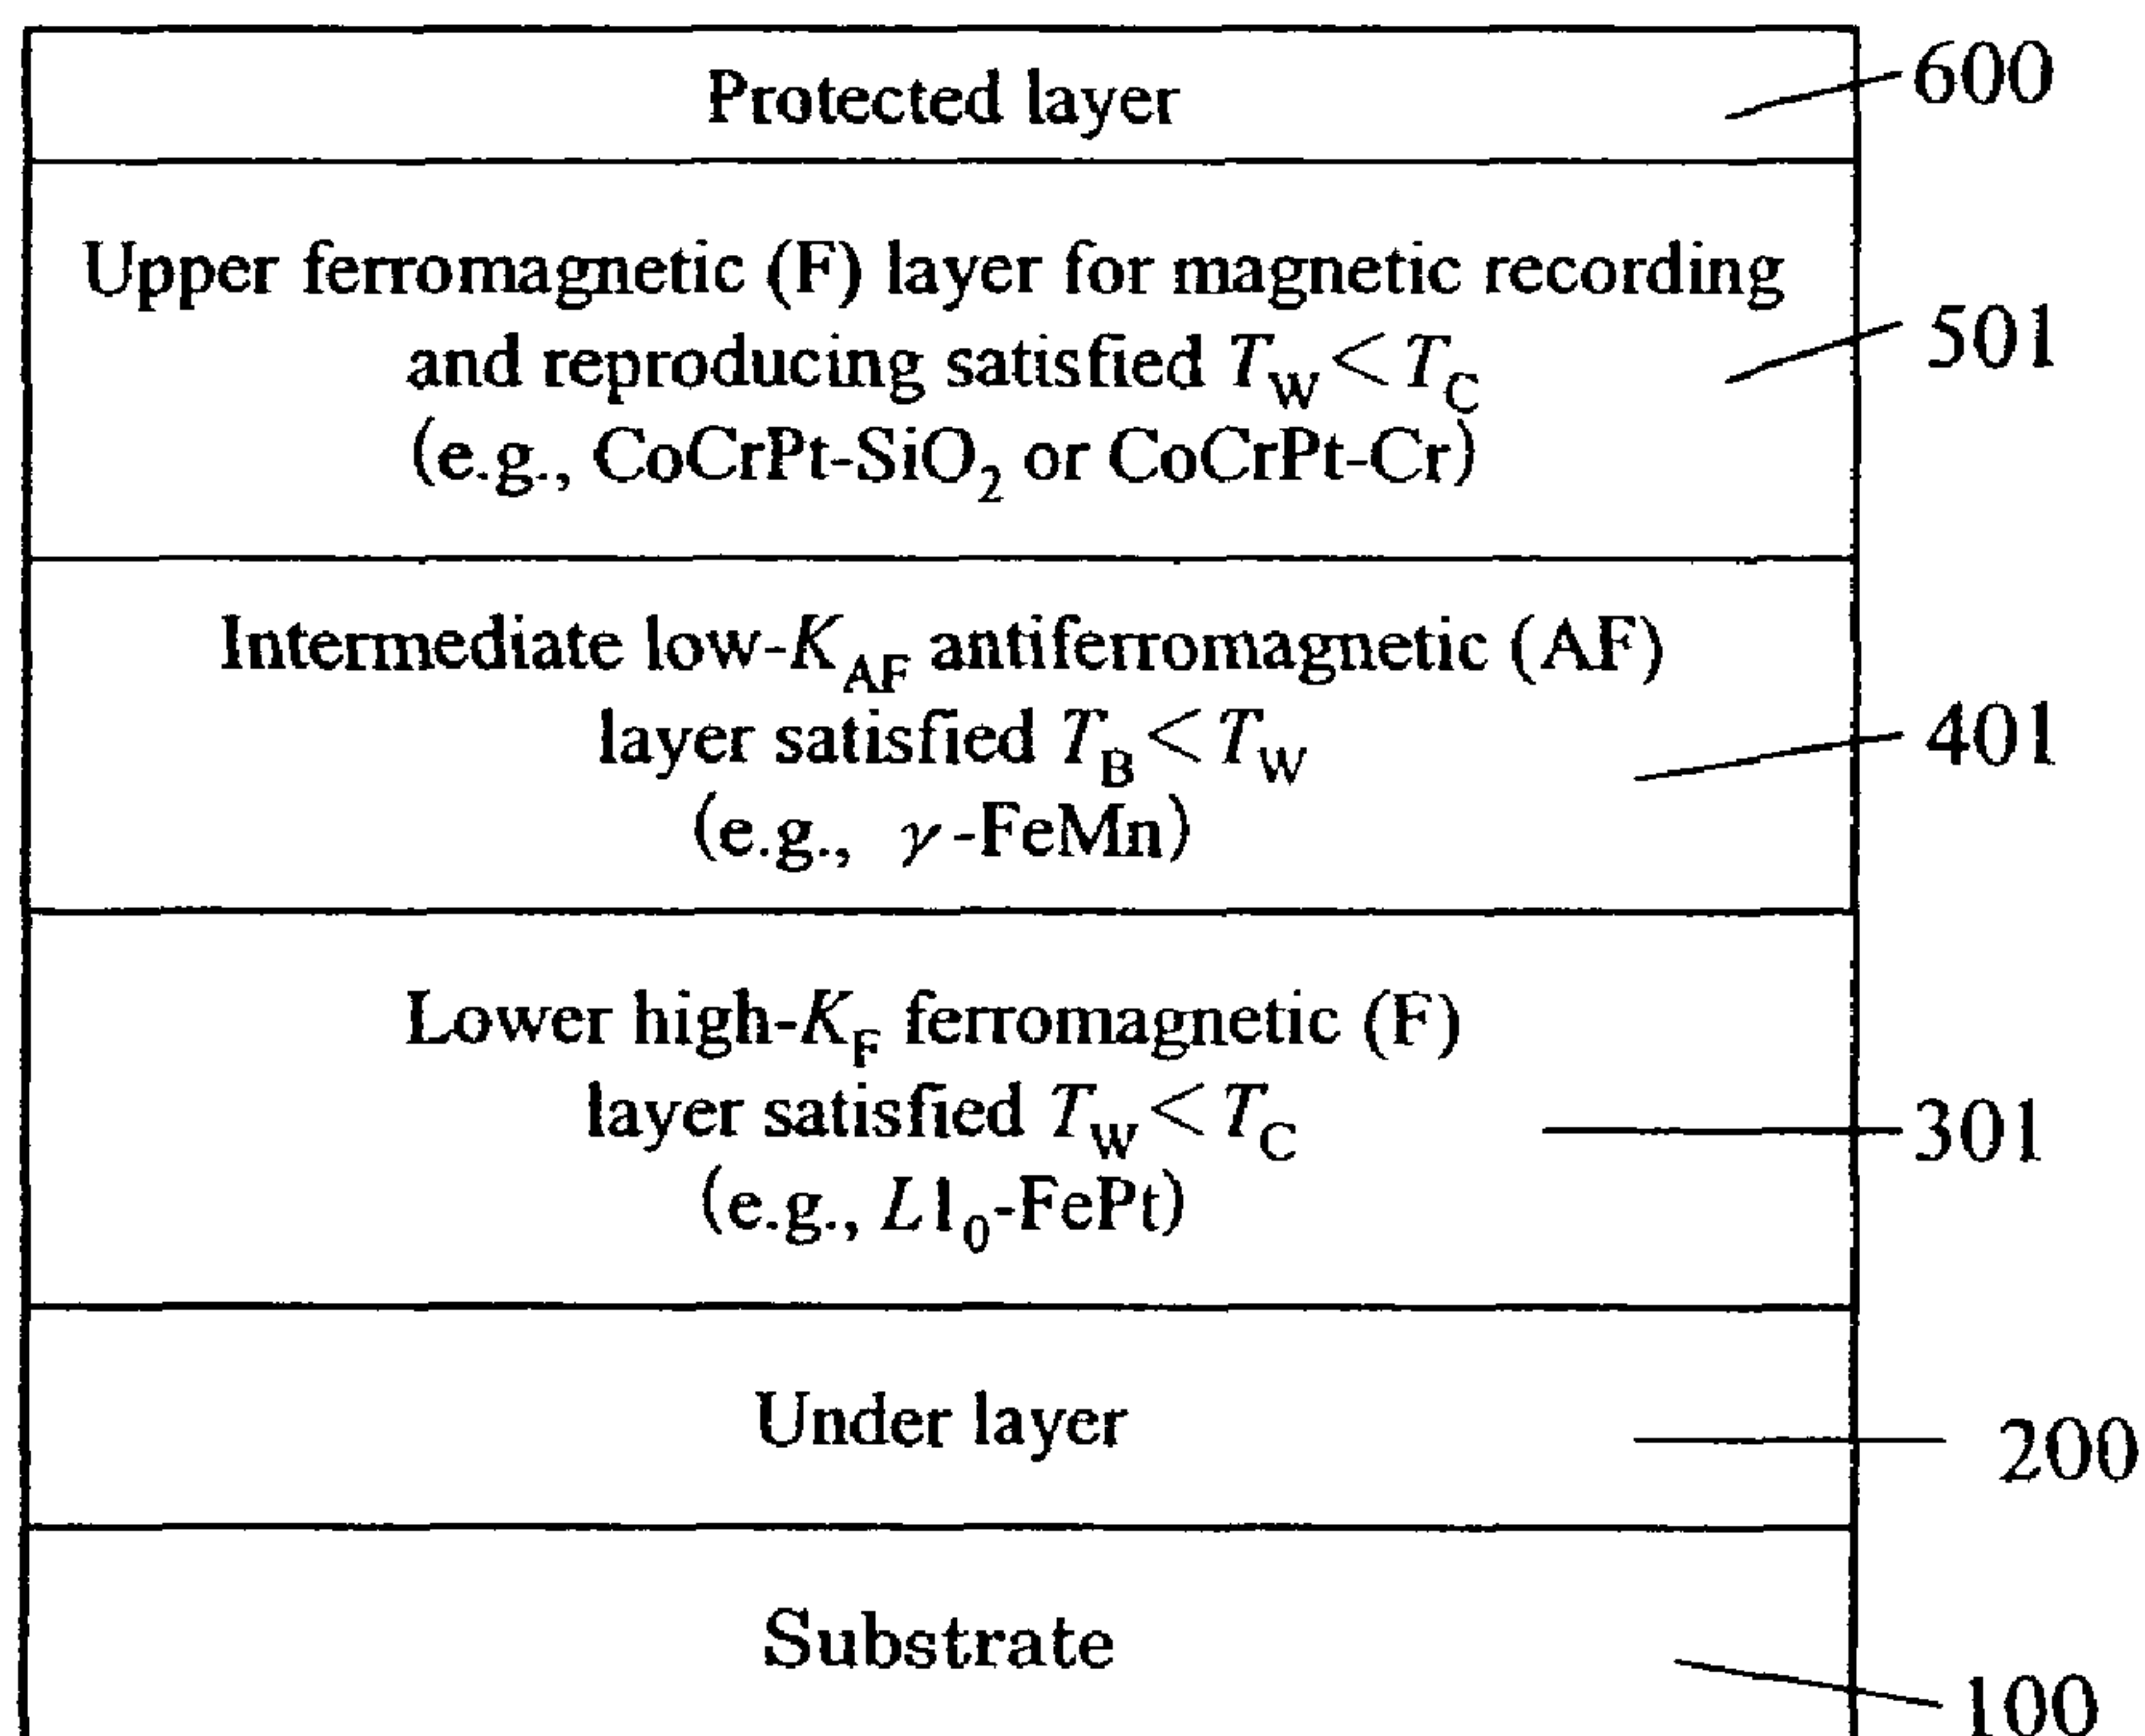 Protected layer
600
Upper ferromagnetic (F) layer for magnetic recording
and reproducing satisfied T_W < T_C
(e.g., CoCrPt-SiO₂ or CoCrPt-Cr)
501
Intermediate low-K_AF antiferromagnetic (AF)
layer satisfied T_B < T_W
(e.g., γ-FeMn)
401
Lower high-K_F ferromagnetic (F)
layer satisfied T_W < T_C
(e.g., L1₀-FePt)
301
Under layer
200
Substrate
100